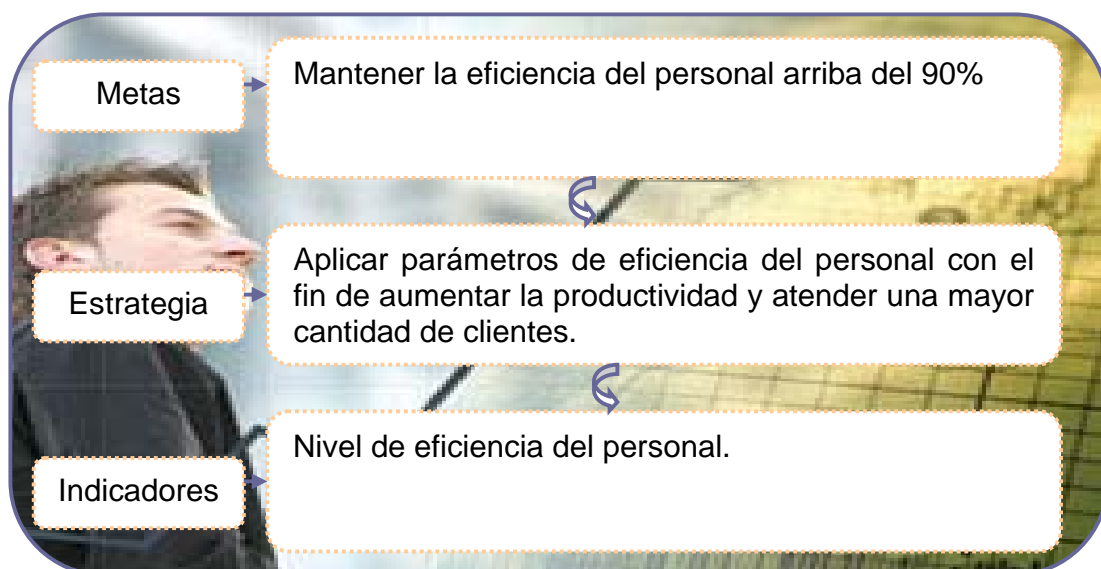 Metas
Mantener la eficiencia del personal arriba del 90%
Estrategia
Aplicar parámetros de eficiencia del personal con el
fin de aumentar la productividad y atender una mayor
cantidad de clientes.
Indicadores
Nivel de eficiencia del personal.